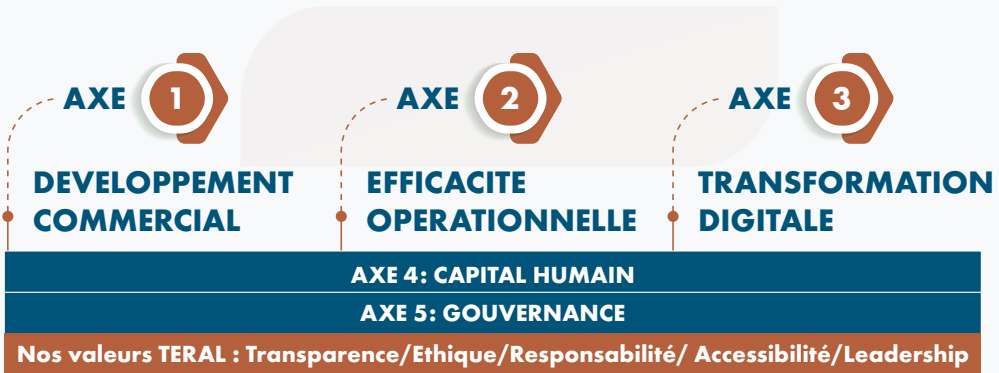 AXE 1
DEVELOPPEMENT
COMMERCIAL
AXE 2
EFFICACITE
OPERATIONNELLE
AXE 3
TRANSFORMATION
DIGITALE
AXE 4: CAPITAL HUMAIN
AXE 5: GOUVERNANCE
Nos valeurs TERAL : Transparence/Ethique/Responsabilité/ Accessibilité/Leadership